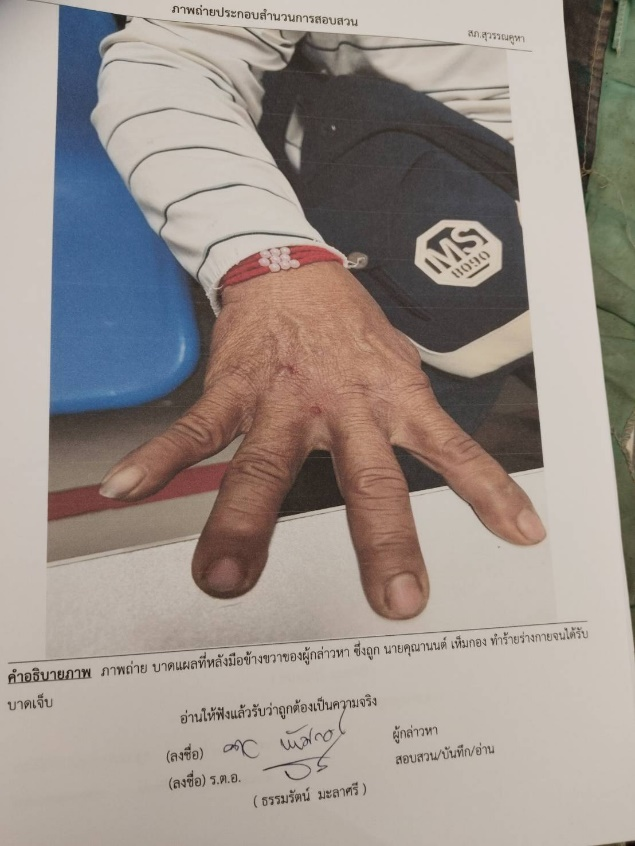 ภาพถ่ายประกอบสำนวนการสอบสวน
สภ.สุวรรณคูหา
IMS
8090
คำอธิบายภาพ ภาพถ่าย บาดแผลที่หลังมือข้างขวาของผู้กล่าวหา ซึ่งถูก นายคุณานนต์ เห็มกอง ทำร้ายร่างกายจนได้รับ
บาดเจ็บ
อ่านให้ฟังแล้วรับว่าถูกต้องเป็นความจริง
(ลงชื่อ) ผู้กล่าวหา
(ลงชื่อ) ร.ต.อ. สอบสวน/บันทึก/อ่าน
( ธรรมรัตน์ มะลาศรี )